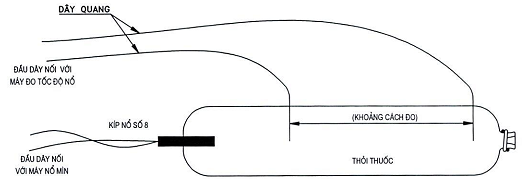 DÂY QUANG
ĐẦU DÂY NỐI VỚI
MÁY ĐO TỐC ĐỘ NỔ
(KHOẢNG CÁCH ĐO)
KÍP NỔ SỐ 8
ĐẦU DÂY NỐI
VỚI MÁY NỔ MÌN
THỎI THUỐC